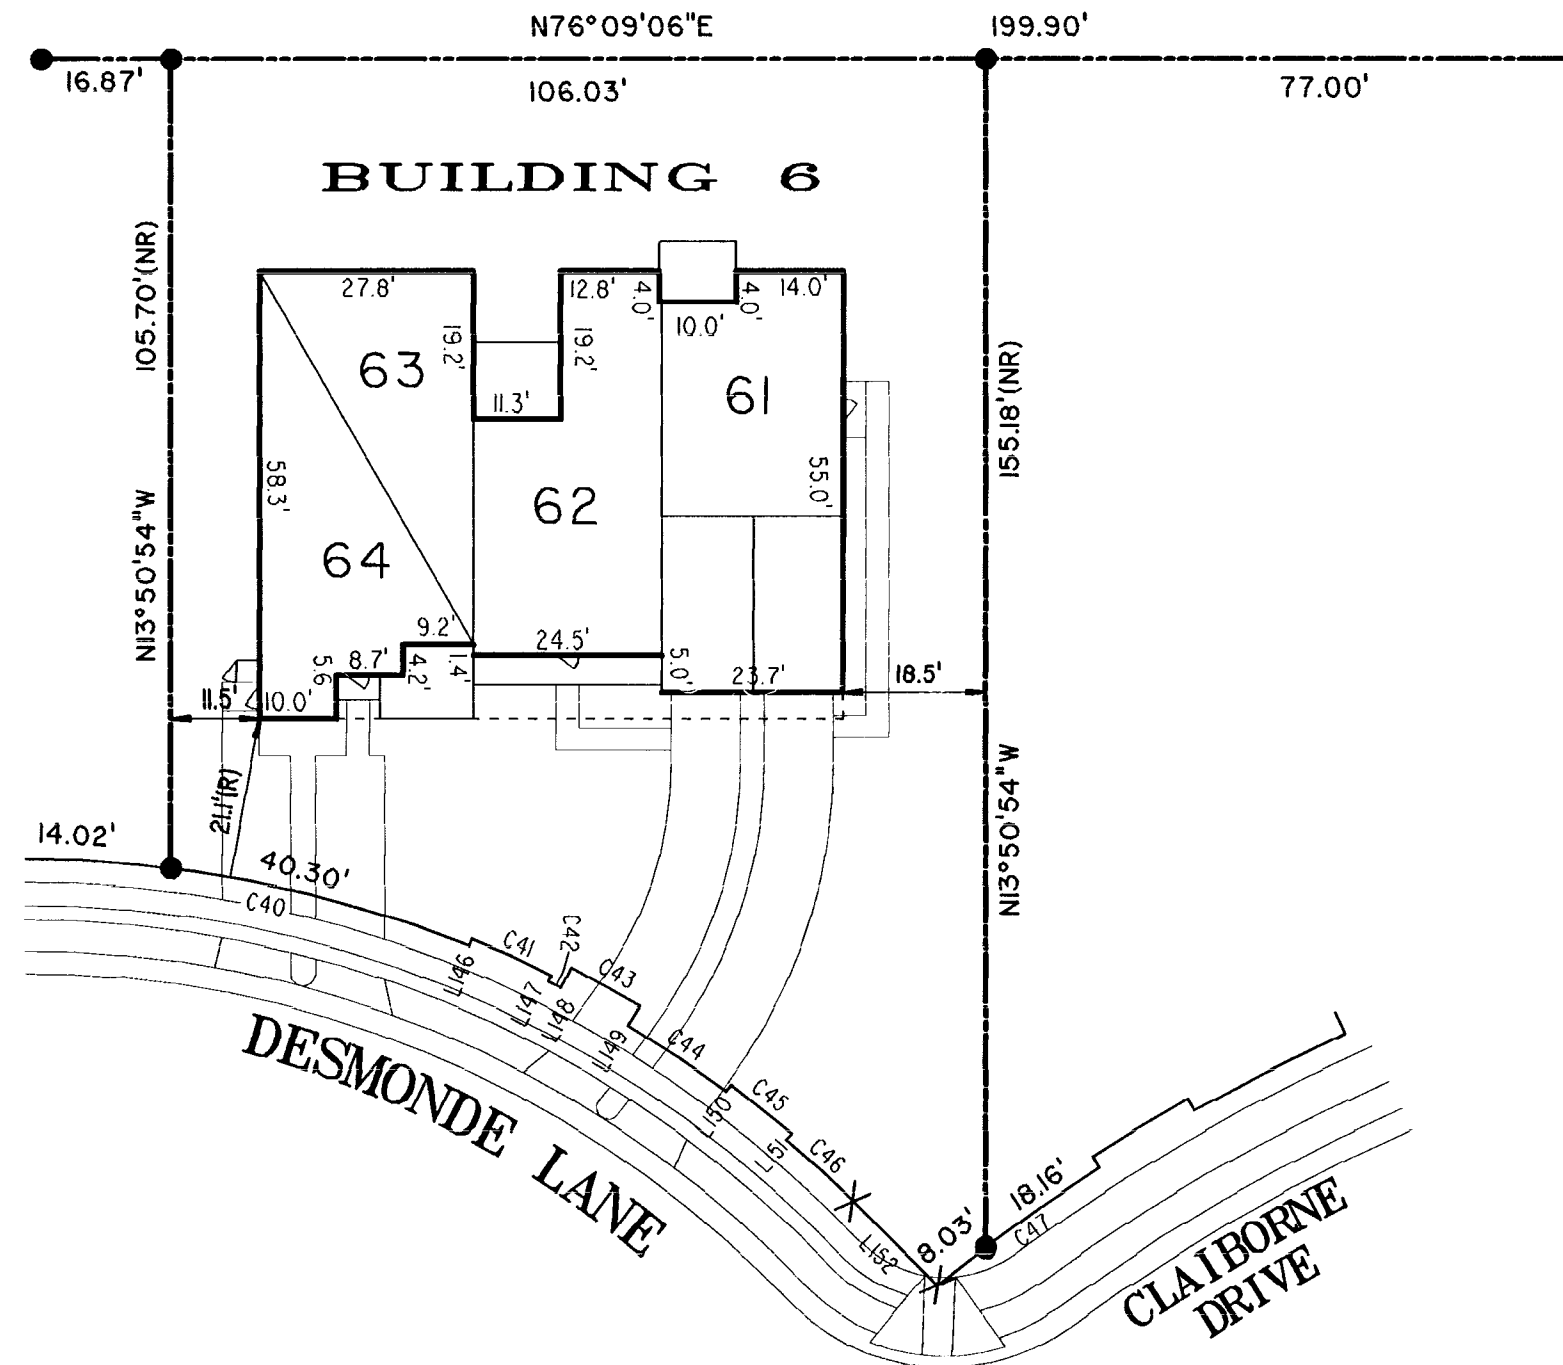 N76°09'06"E 199.90'
16.87' 106.03' 77.00'
BUILDING 6
105.70'(NR)
N13°50'54"W
155.18'(NR)
N13°50'54"W
27.8' 12.8' 4.0' 4.0' 14.0'
10.0'
19.2' 19.2'
63
11.3'
61
58.3'
55.0'
62
64
9.2'
24.5'
5.6 8.7' 4.2' 1.4' 5.0' 23.7' 18.5'
11.5' 10.0'
21.1'(R)
14.02'
40.30'
C40
C41
C42
C43
C44
C45
C46
L146
L147
L148
L149
L150
L151
L152
8.03'
18.16'
C47
DESMONDE LANE
CLAIBORNE
DRIVE